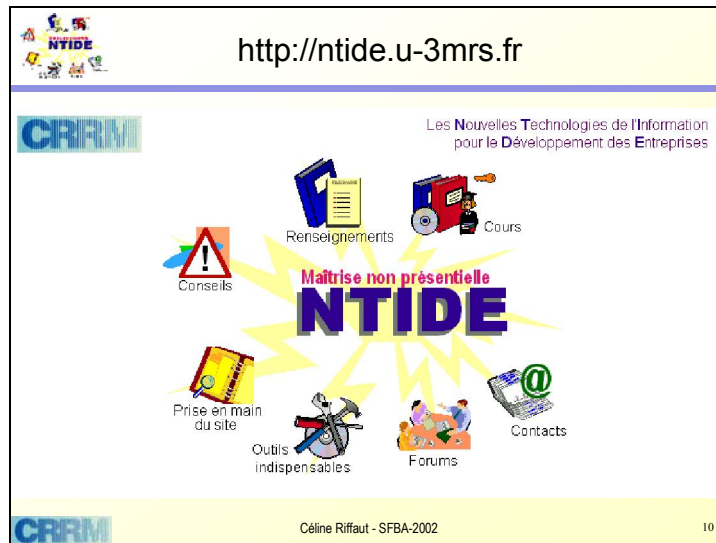 NTIDE
http://ntide.u-3mrs.fr
CRRM
Les Nouvelles Technologies de l'Information
pour le Développement des Entreprises
Renseignements
Cours
Conseils
Maîtrise non présentielle
NTIDE
Prise en main
du site
Outils
indispensables
Forums
Contacts
CRRM
Céline Riffaut - SFBA-2002
10